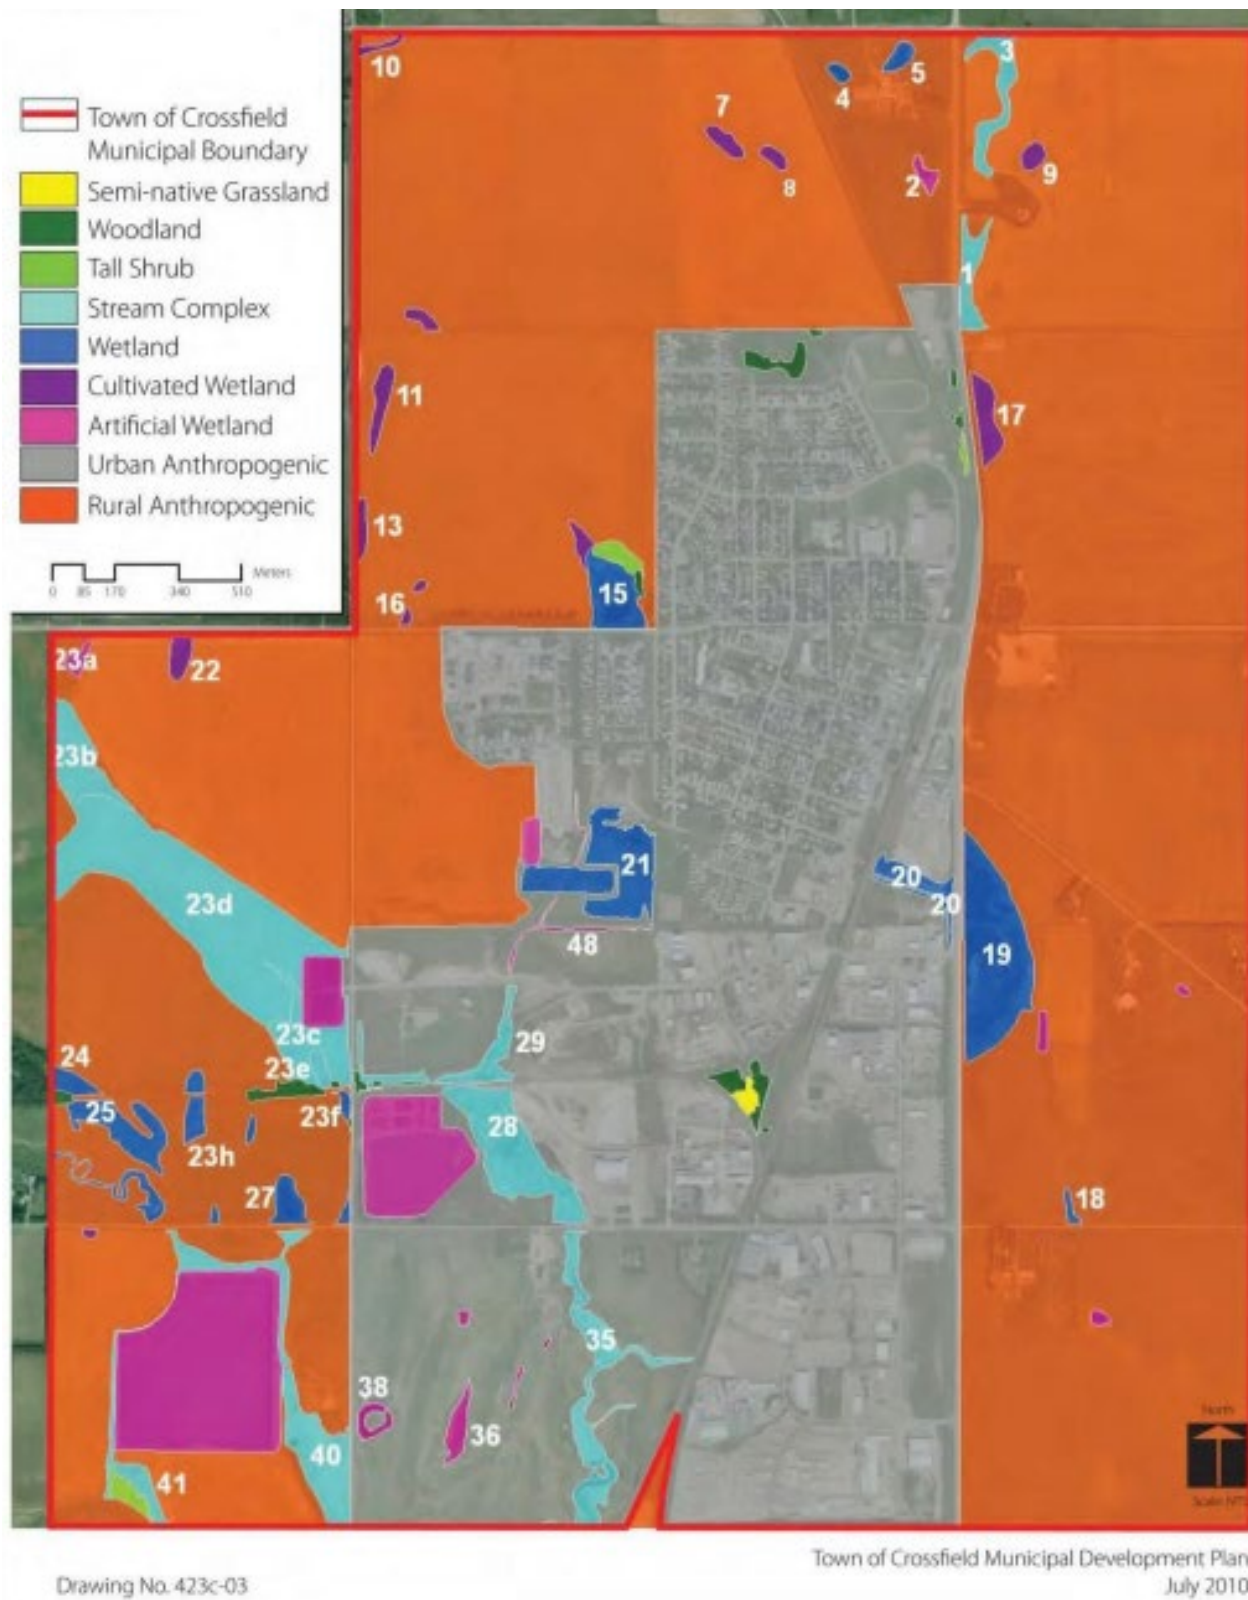 10
3
5
4
7
8
2
9
Town of Crossfield
Municipal Boundary
Semi-native Grassland
Woodland
Tall Shrub
Stream Complex
Wetland
Cultivated Wetland
Artificial Wetland
Urban Anthropogenic
Rural Anthropogenic
0 85 170 340 510 Meters
1
11
17
13
15
16
23a
22
23b
21
20
20
23d
48
19
23c
29
24
23e
25
23f
28
23h
27
18
35
38
36
40
41
North
Scale NTS
Town of Crossfield Municipal Development Plan
Drawing No. 423c-03
July 2010